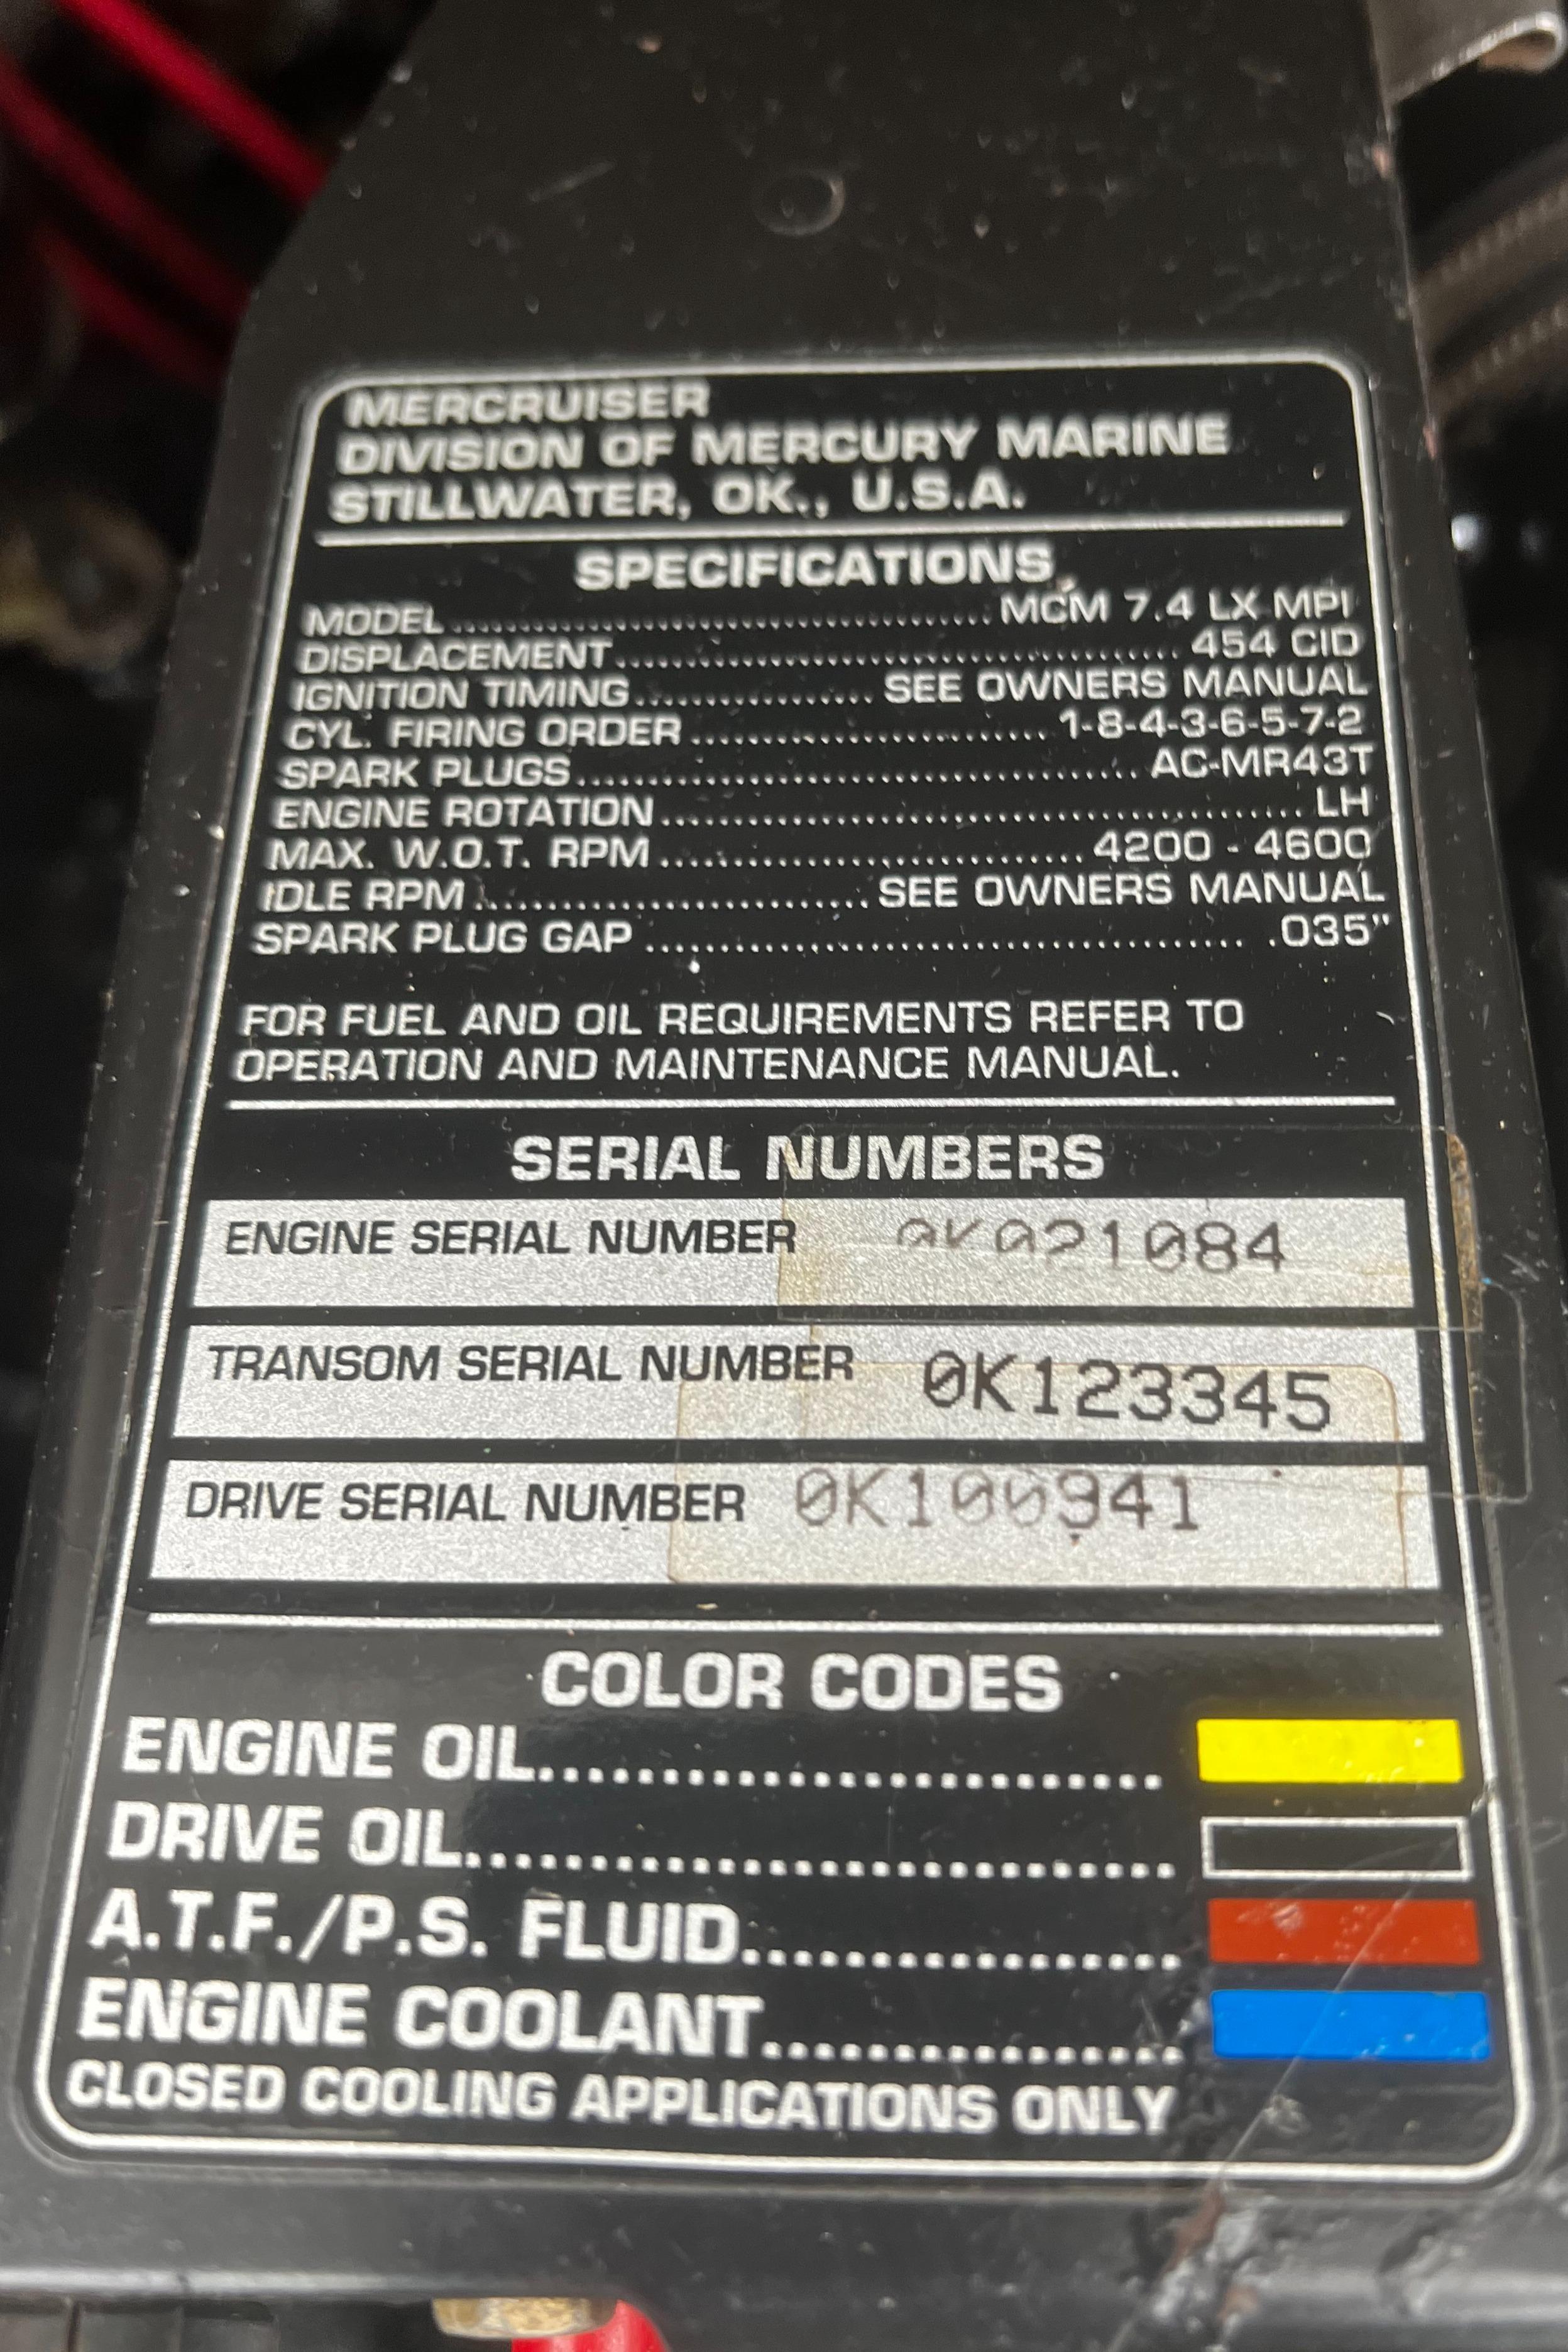 MERCRUISER
DIVISION OF MERCURY MARINE
STILLWATER, OK., U.S.A.
SPECIFICATIONS
MODEL.......................................MCM 7.4 LX MPI
DISPLACEMENT.......................................454 CID
IGNITION TIMING................SEE OWNERS MANUAL
CYL. FIRING ORDER.........................1-8-4-3-6-5-7-2
SPARK PLUGS.......................................AC-MR43T
ENGINE ROTATION.............................................LH
MAX. W.O.T. RPM..............................4200 - 4600
IDLE RPM............................SEE OWNERS MANUAL
SPARK PLUG GAP..........................................035"
FOR FUEL AND OIL REQUIREMENTS REFER TO
OPERATION AND MAINTENANCE MANUAL.
SERIAL NUMBERS
ENGINE SERIAL NUMBER
TRANSOM SERIAL NUMBER 0K123345
DRIVE SERIAL NUMBER
COLOR CODES
ENGINE OIL..............................
DRIVE OIL.................................
A.T.F./P.S. FLUID....................
ENGINE COOLANT...................
CLOSED COOLING APPLICATIONS ONLY